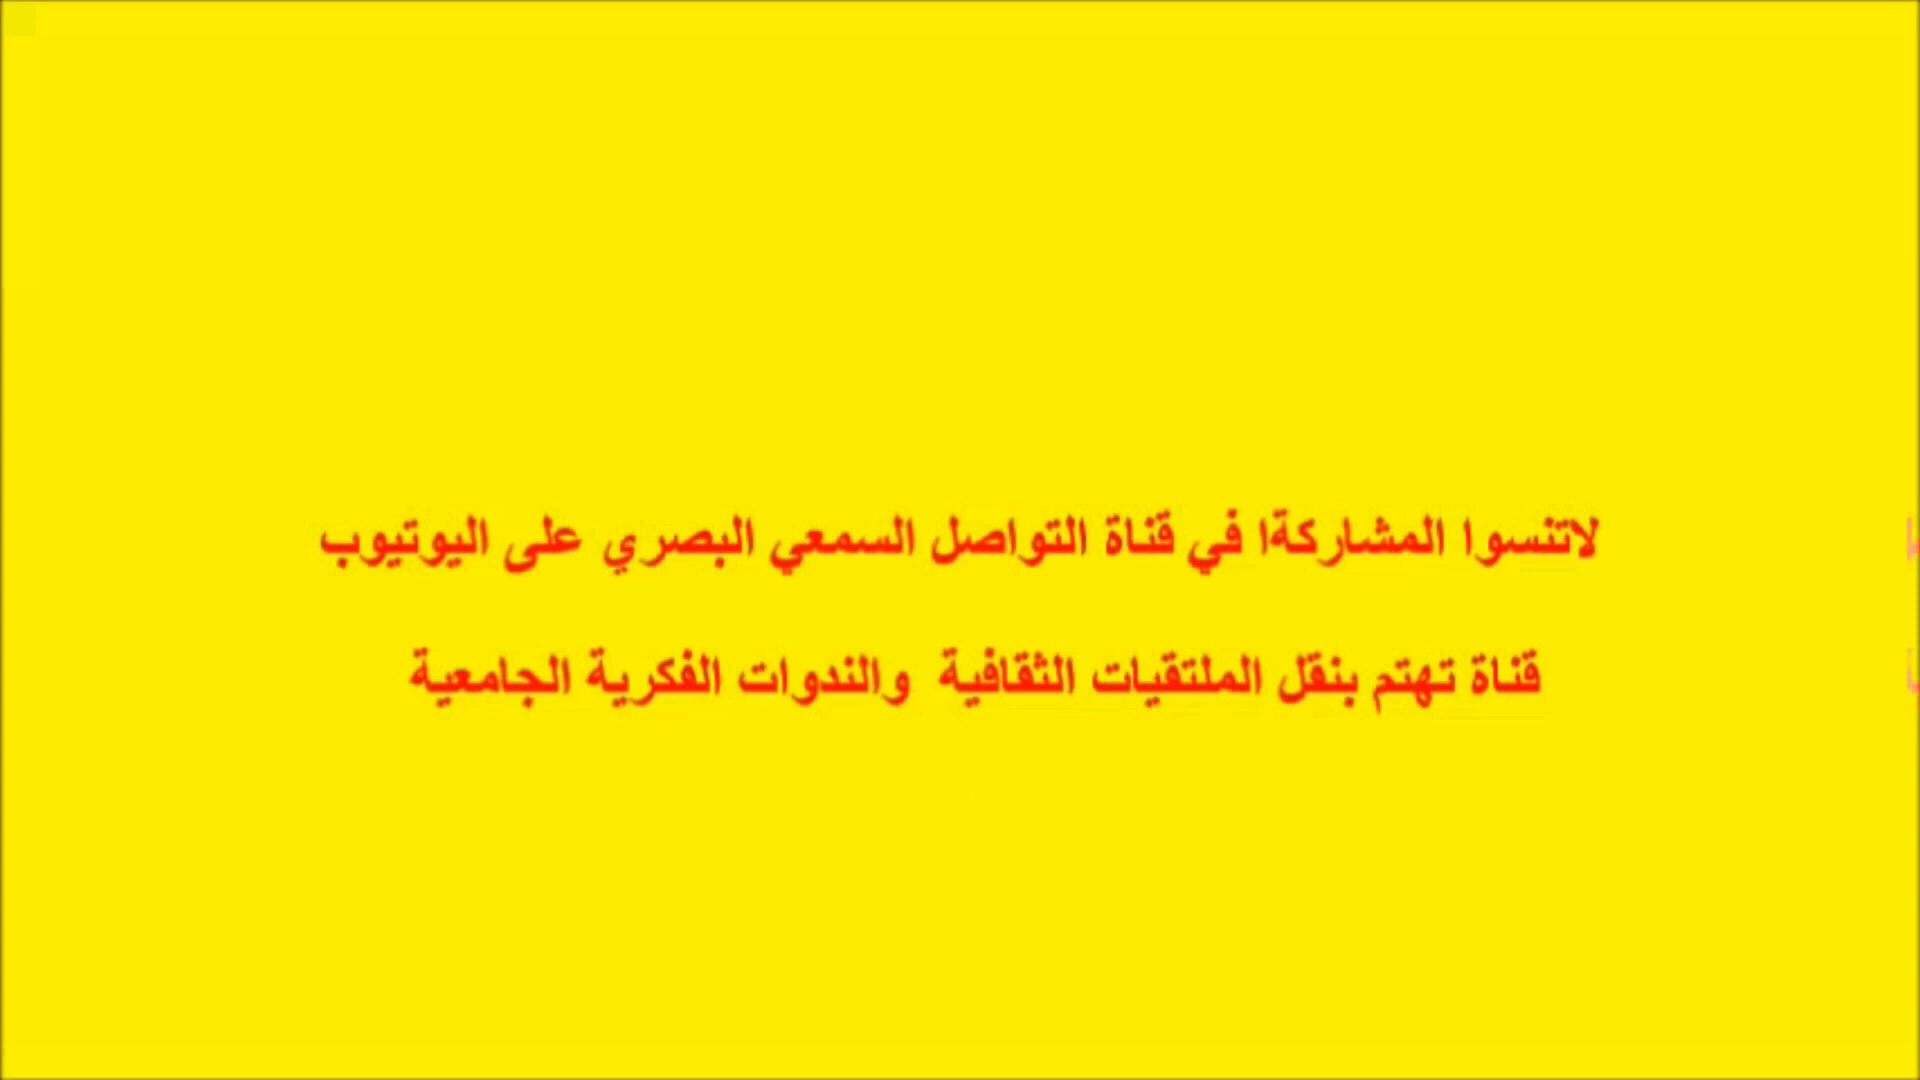 لاتنسوا المشاركةا في قناة التواصل السمعي البصري على اليوتيوب
قناة تهتم بنقل الملتقيات الثقافية والندوات الفكرية الجامعية